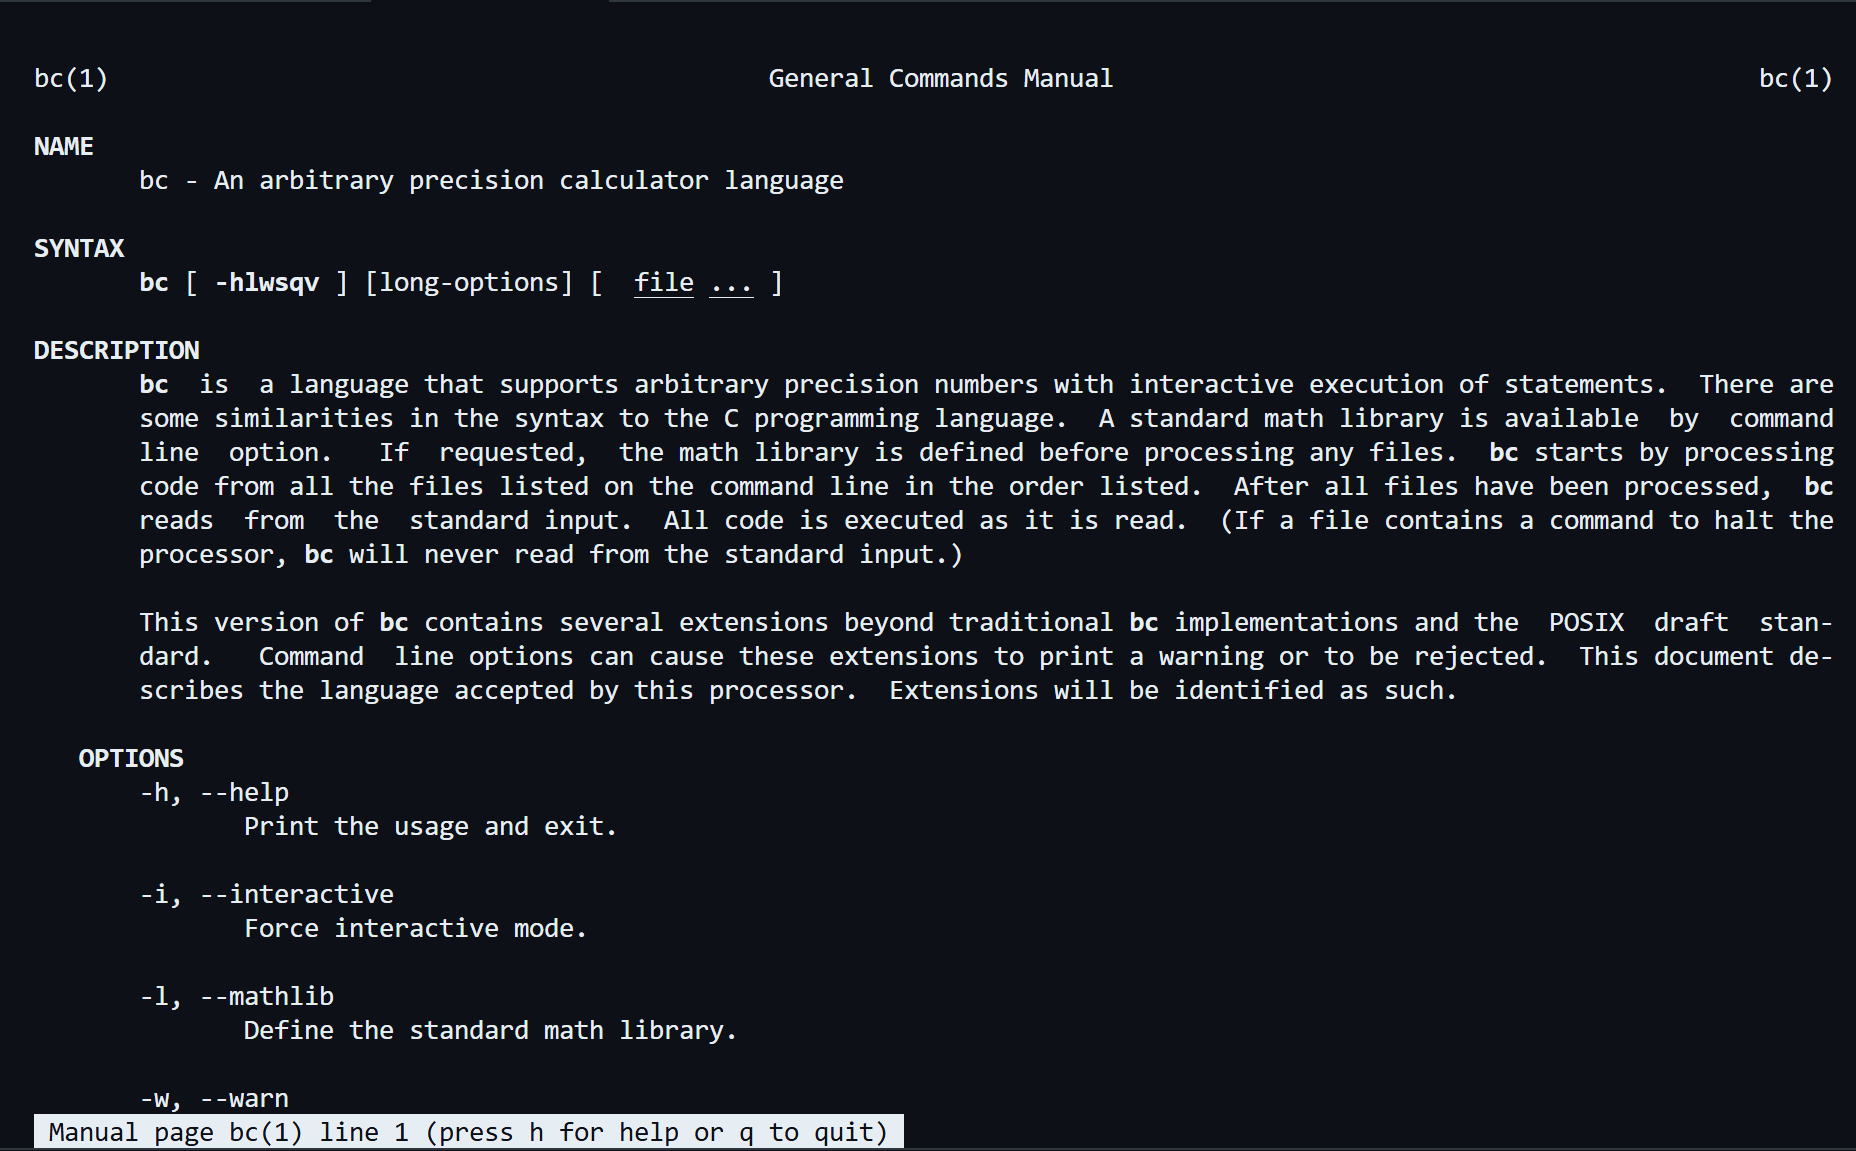 bc(1)                                            General Commands Manual                                           bc(1)
NAME
bc - An arbitrary precision calculator language
SYNTAX
bc [ -hlwsqv ] [long-options] [  file ... ]
DESCRIPTION
bc  is  a language that supports arbitrary precision numbers with interactive execution of statements.  There are
some similarities in the syntax to the C programming language.  A standard math library is available  by  command
line  option.   If  requested,  the math library is defined before processing any files.  bc starts by processing
code from all the files listed on the command line in the order listed.  After all files have been processed,  bc
reads  from  the  standard input.  All code is executed as it is read.  (If a file contains a command to halt the
processor, bc will never read from the standard input.)
This version of bc contains several extensions beyond traditional bc implementations and the  POSIX  draft  stan-
dard.   Command  line options can cause these extensions to print a warning or to be rejected.  This document de-
scribes the language accepted by this processor.  Extensions will be identified as such.
OPTIONS
-h, --help
Print the usage and exit.
-i, --interactive
Force interactive mode.
-l, --mathlib
Define the standard math library.
-w, --warn
Manual page bc(1) line 1 (press h for help or q to quit)